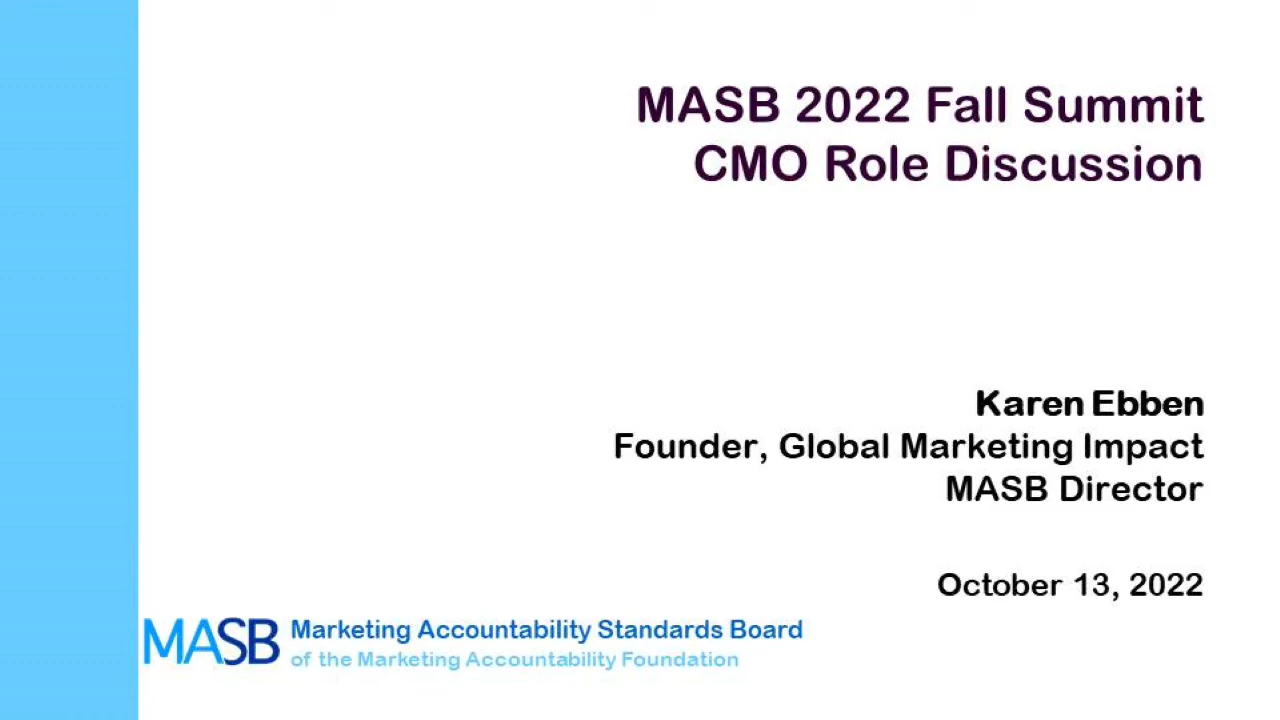 MASB 2022 Fall Summit
CMO Role Discussion
Karen Ebben
Founder, Global Marketing Impact
MASB Director
October 13, 2022
MASB Marketing Accountability Standards Board
of the Marketing Accountability Foundation